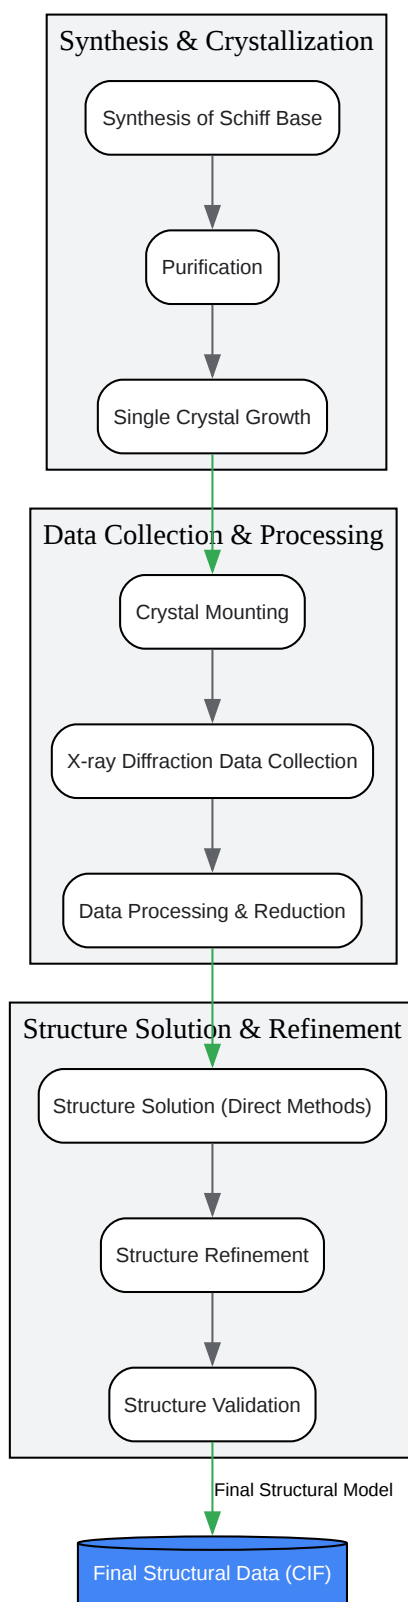 Synthesis & Crystallization
Synthesis of Schiff Base
Purification
Single Crystal Growth
Data Collection & Processing
Crystal Mounting
X-ray Diffraction Data Collection
Data Processing & Reduction
Structure Solution & Refinement
Structure Solution (Direct Methods)
Structure Refinement
Structure Validation
Final Structural Model
Final Structural Data (CIF)